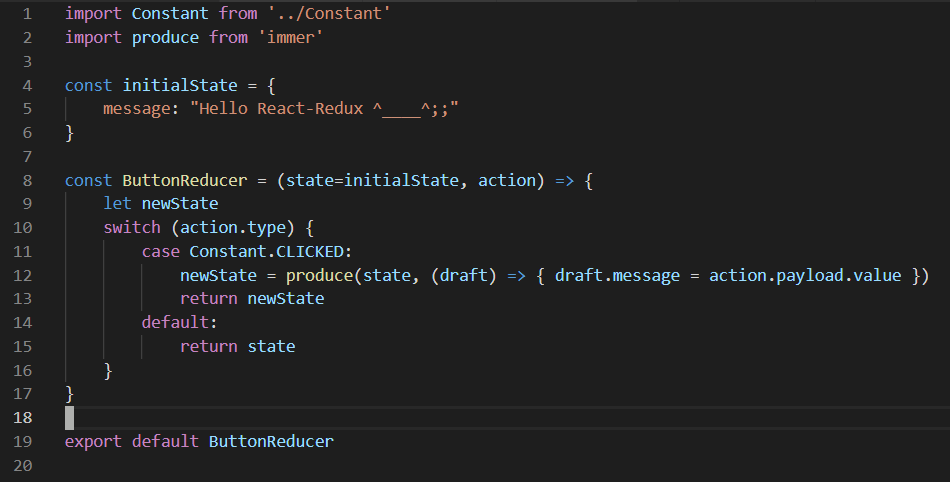 1 import Constant from '../Constant'
2 import produce from 'immer'
3
4 const initialState = {
5 message: "Hello React-Redux ^____^;;"
6 }
7
8 const ButtonReducer = (state=initialState, action) => {
9 let newState
10 switch (action.type) {
11 case Constant.CLICKED:
12 newState = produce(state, (draft) => { draft.message = action.payload.value })
13 return newState
14 default:
15 return state
16 }
17 }
18
19 export default ButtonReducer
20